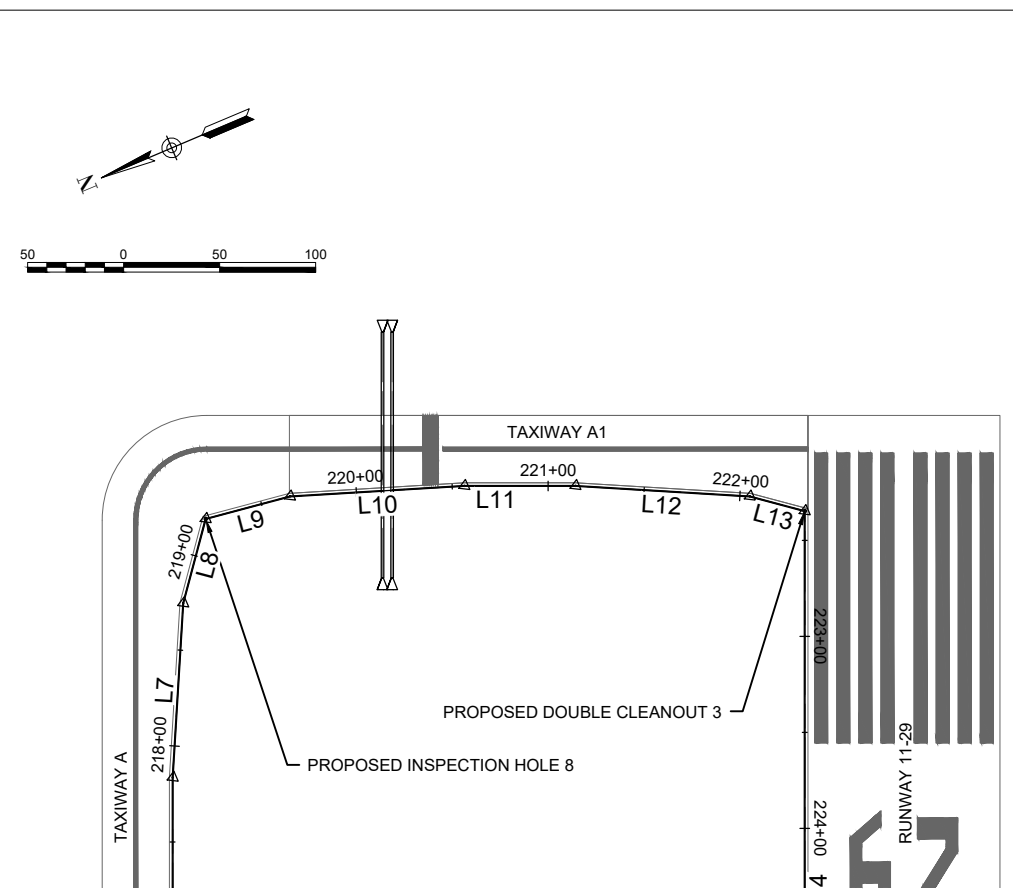 N
50 0 50 100
TAXIWAY A1
220+00
221+00
222+00
L10
L11
L12
L13
L9
219+00
L8
223+00
L7
PROPOSED DOUBLE CLEANOUT 3
218+00
PROPOSED INSPECTION HOLE 8
TAXIWAY A
RUNWAY 11-29
224+00
4